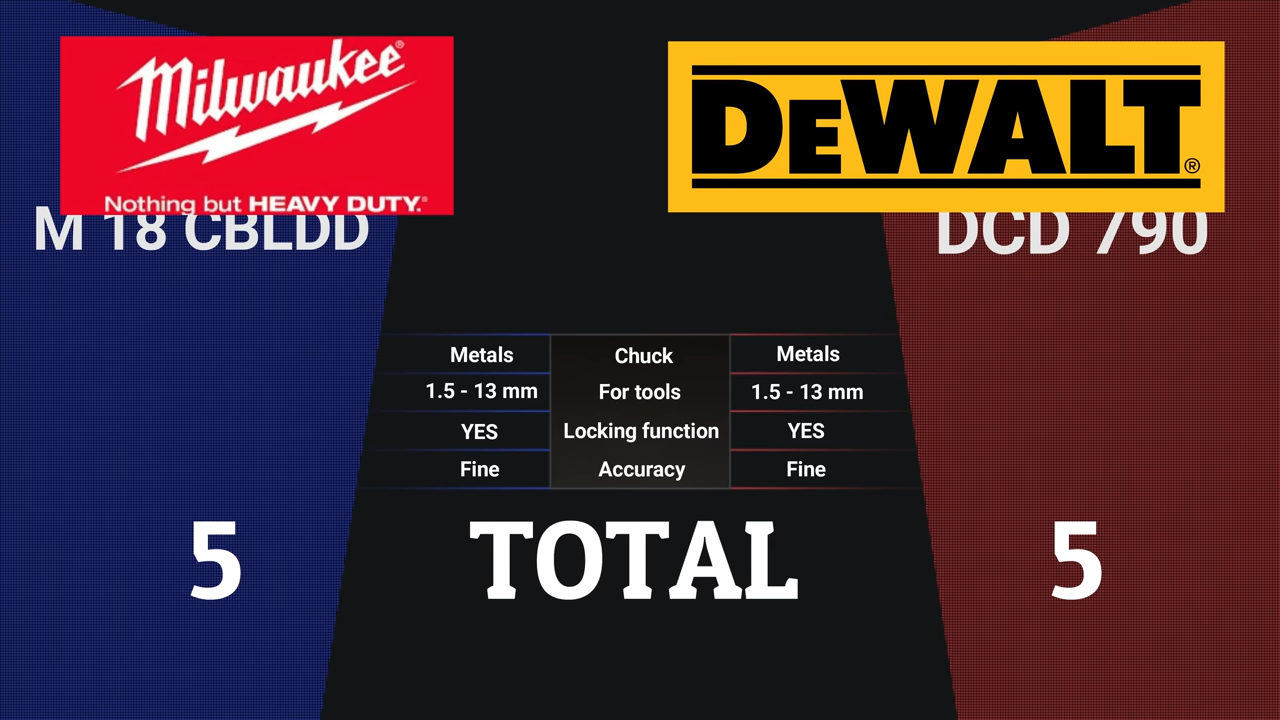 Milwaukee®
Nothing but HEAVY DUTY.®
DEWALT®
M 18 CBLDD
DCD 790
Metals Chuck Metals
1.5 - 13 mm For tools 1.5 - 13 mm
YES Locking function YES
Fine Accuracy Fine
5 TOTAL 5